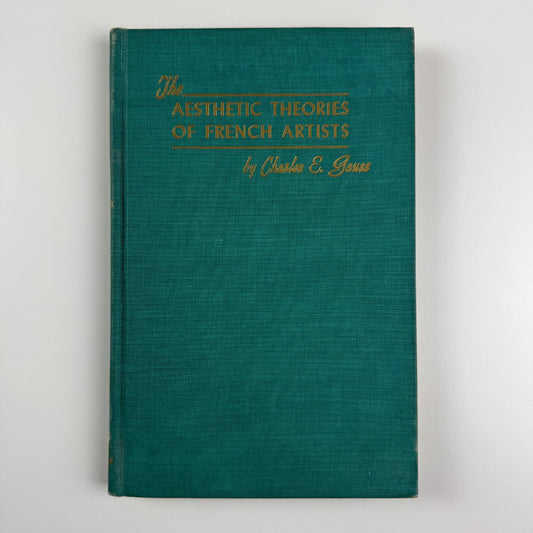 The
AESTHETIC THEORIES
OF FRENCH ARTISTS
by Charles E. Gauss